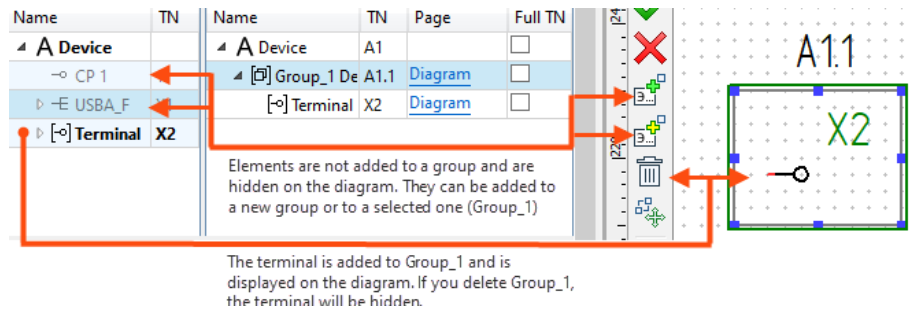 Name TN Name TN Page Full TN
A Device A Device A1
CP 1 Group_1 De A1.1 Diagram
USBA_F Terminal X2 Diagram
Terminal X2
A1.1
X2
Elements are not added to a group and are
hidden on the diagram. They can be added to
a new group or to a selected one (Group_1)
The terminal is added to Group_1 and is
displayed on the diagram. If you delete Group_1,
the terminal will be hidden.